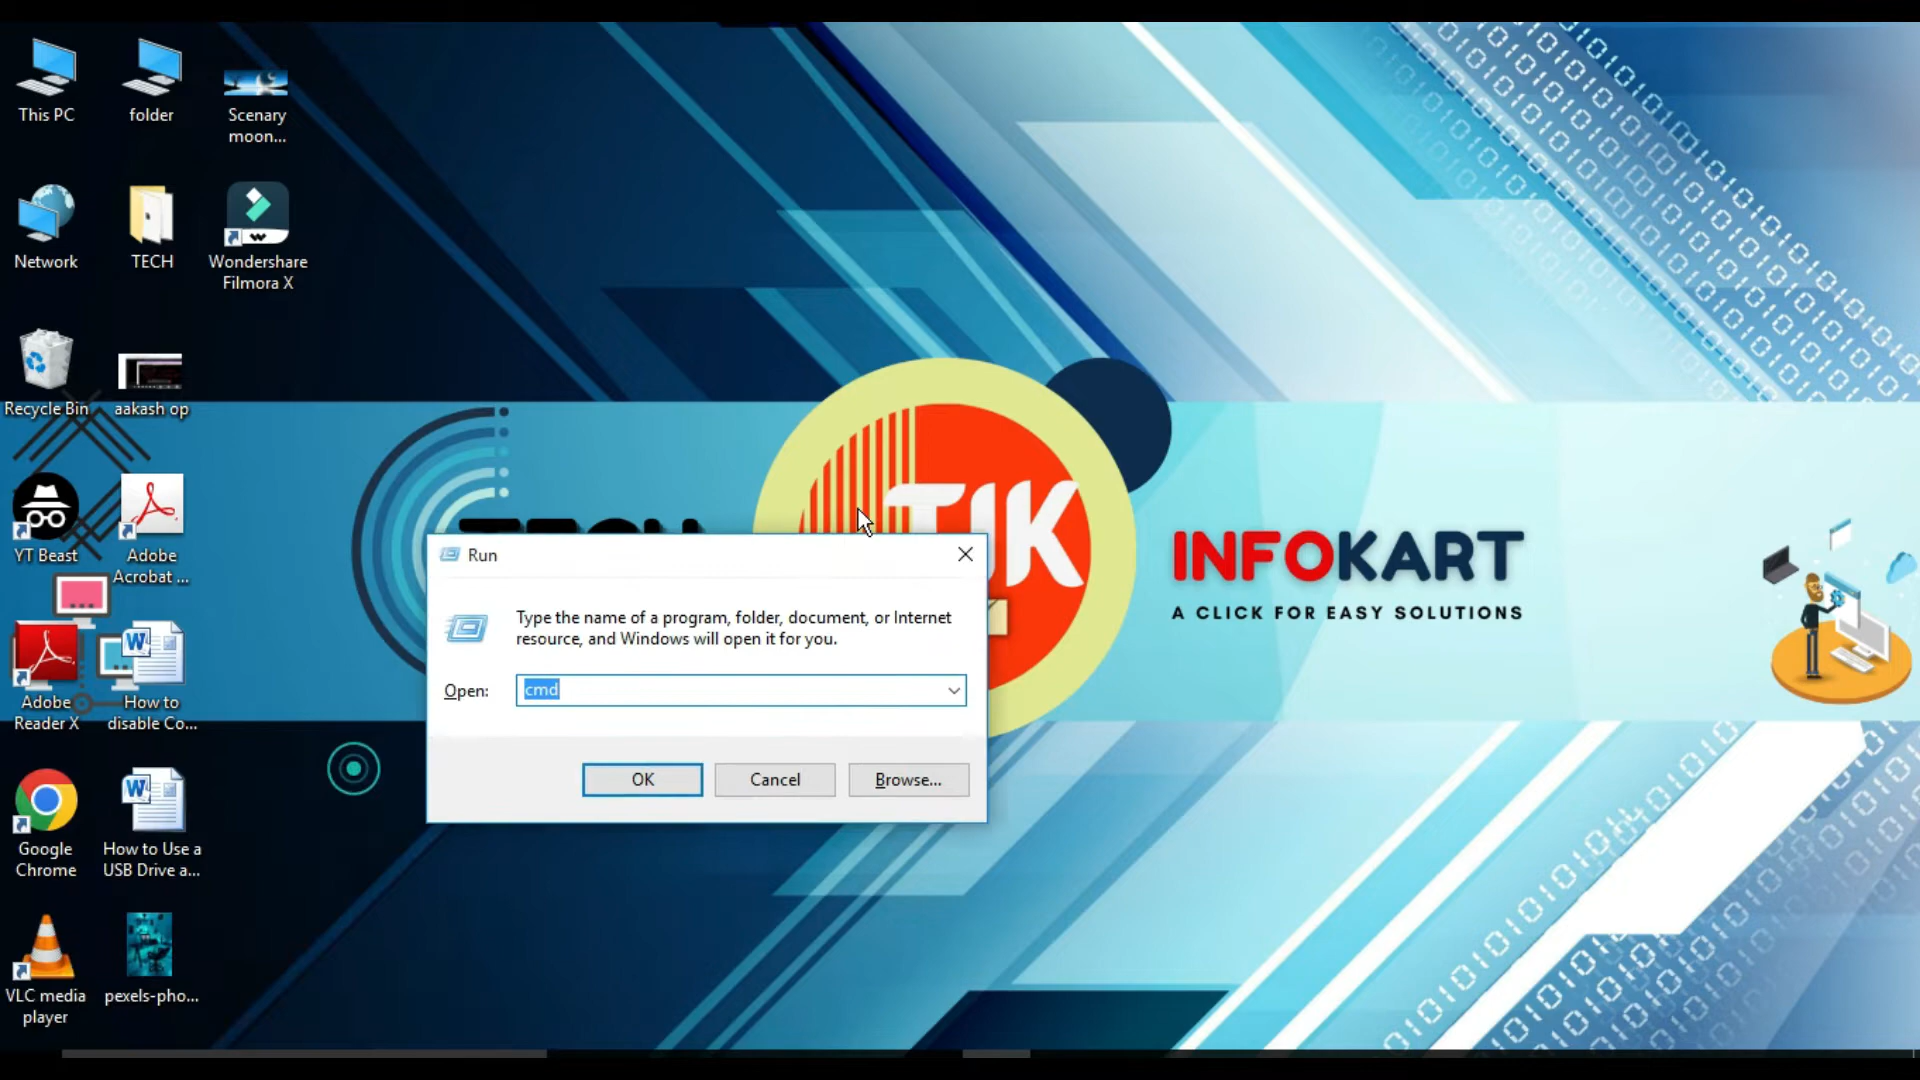 This PC
folder
Scenary
moon...
Network
TECH
Wondershare
Filmora X
Recycle Bin
aakash op
YT Beast
Adobe
Acrobat ...
Adobe
Reader X
How to
disable Co...
Google
Chrome
How to Use a
USB Drive a...
VLC media
player
pexels-pho...
TECH
TIK
INFOKART
A CLICK FOR EASY SOLUTIONS
Run
Type the name of a program, folder, document, or Internet
resource, and Windows will open it for you.
Open:
cmd
OK
Cancel
Browse...